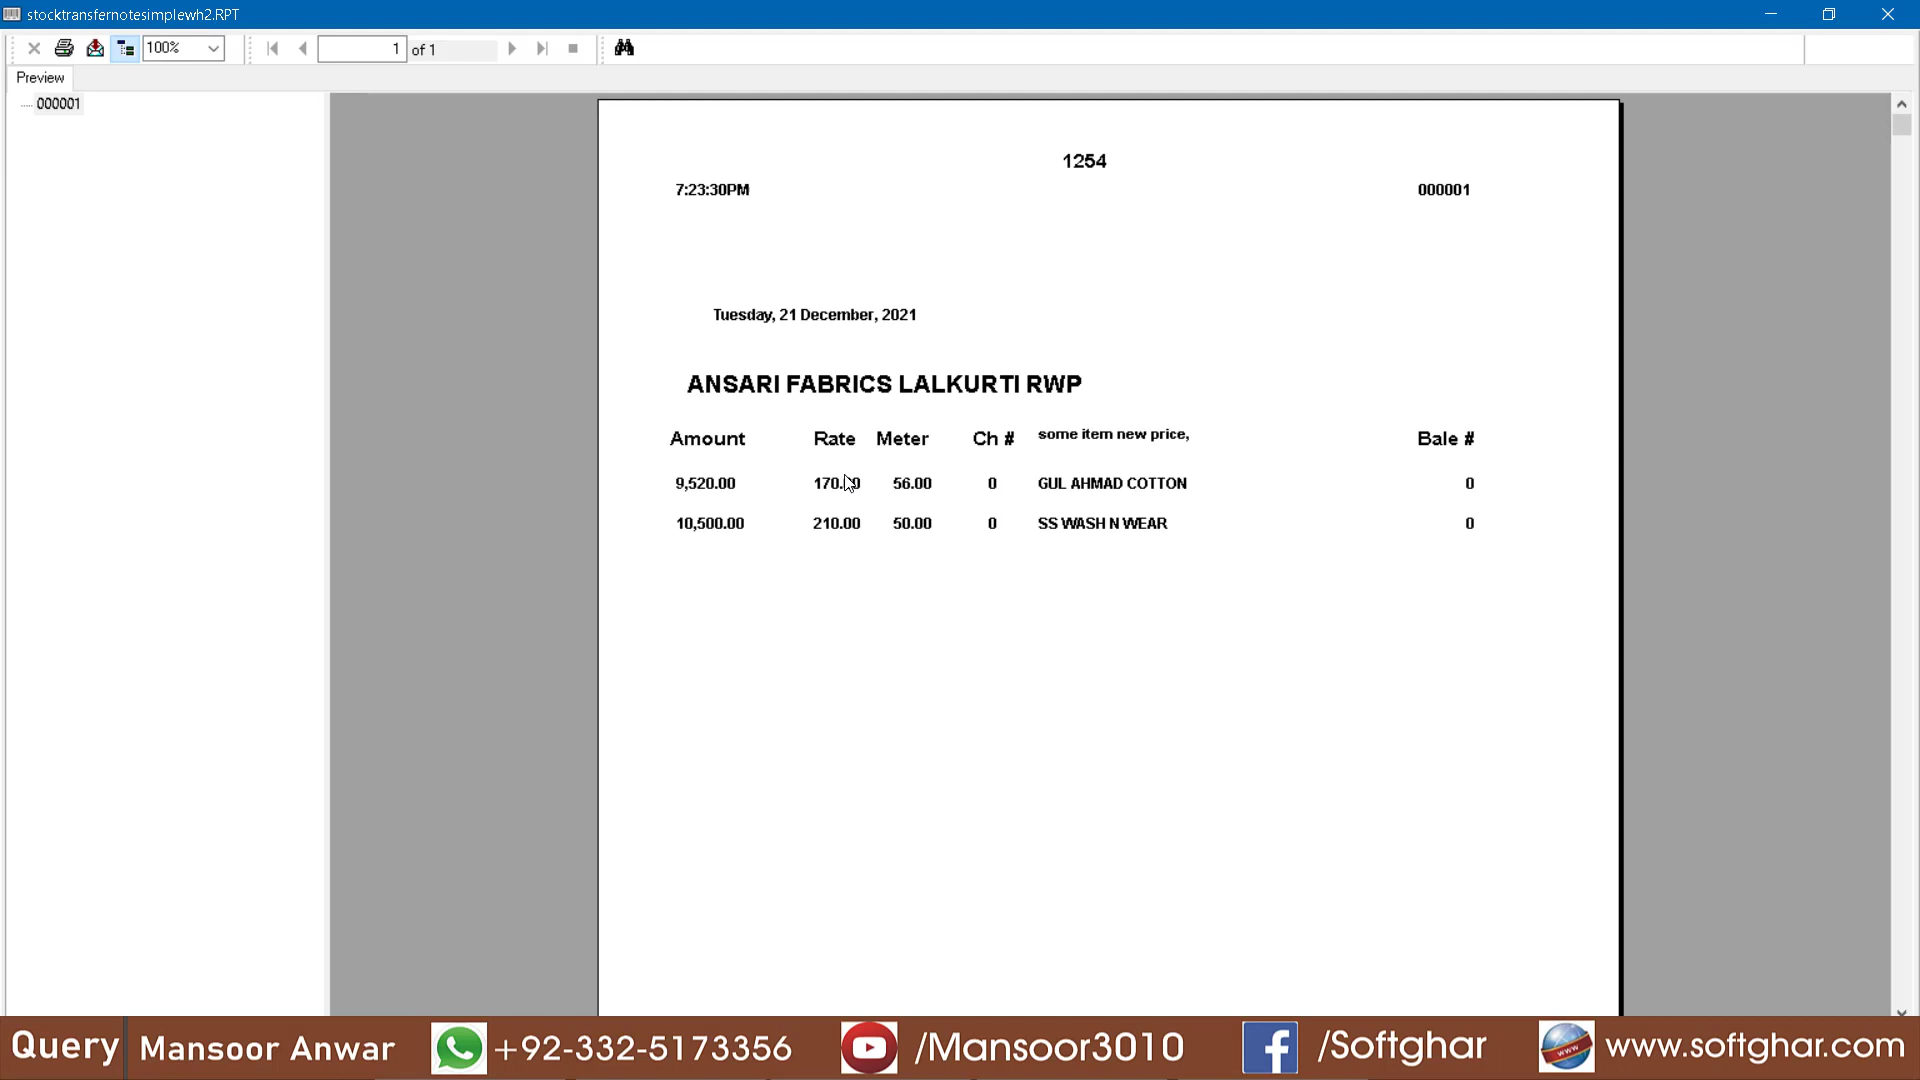 stocktransfernotesimplewh2.RPT
100% 1 of 1
Preview
000001
1254
7:23:30PM 000001
Tuesday, 21 December, 2021
ANSARI FABRICS LALKURTI RWP
Amount Rate Meter Ch # some item new price, Bale #
9,520.00 170.00 56.00 0 GUL AHMAD COTTON 0
10,500.00 210.00 50.00 0 SS WASH N WEAR 0
Query Mansoor Anwar +92-332-5173356 /Mansoor3010 f /Softghar www www.softghar.com